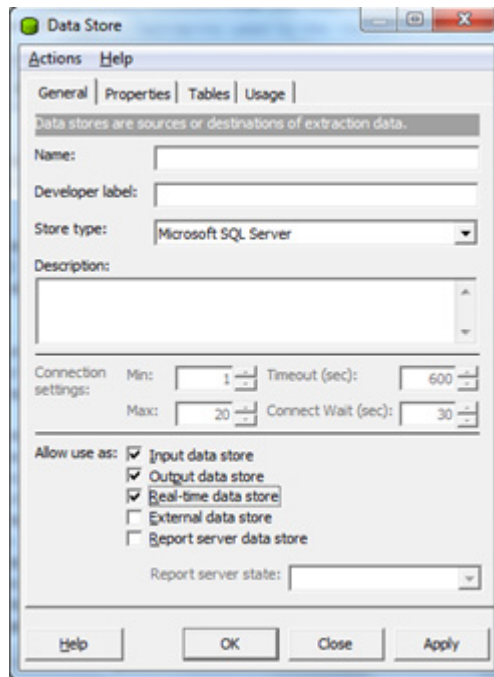 Data Store
Actions Help
General Properties Tables Usage
Data stores are sources or destinations of extraction data.
Name:
Developer label:
Store type: Microsoft SQL Server
Description:
Connection settings: Min: 1 Timeout (sec): 600
Max: 20 Connect Wait (sec): 30
Allow use as: Input data store
Output data store
Real-time data store
External data store
Report server data store
Report server state:
Help OK Close Apply